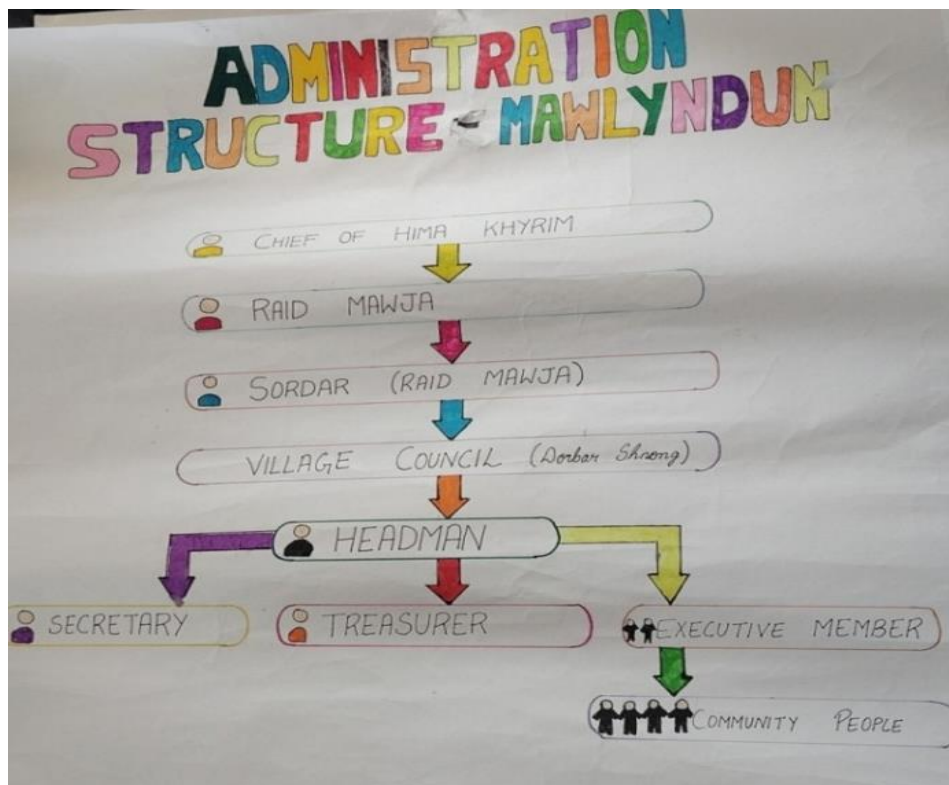 ADMINISTRATION
STRUCTURE - MAWLYNDUN
CHIEF OF HIMA KHYRIM
RAID MAWJA
SORDAR (RAID MAWJA)
VILLAGE COUNCIL (Dorbar Shnong)
HEADMAN
SECRETARY
TREASURER
EXECUTIVE MEMBER
COMMUNITY PEOPLE